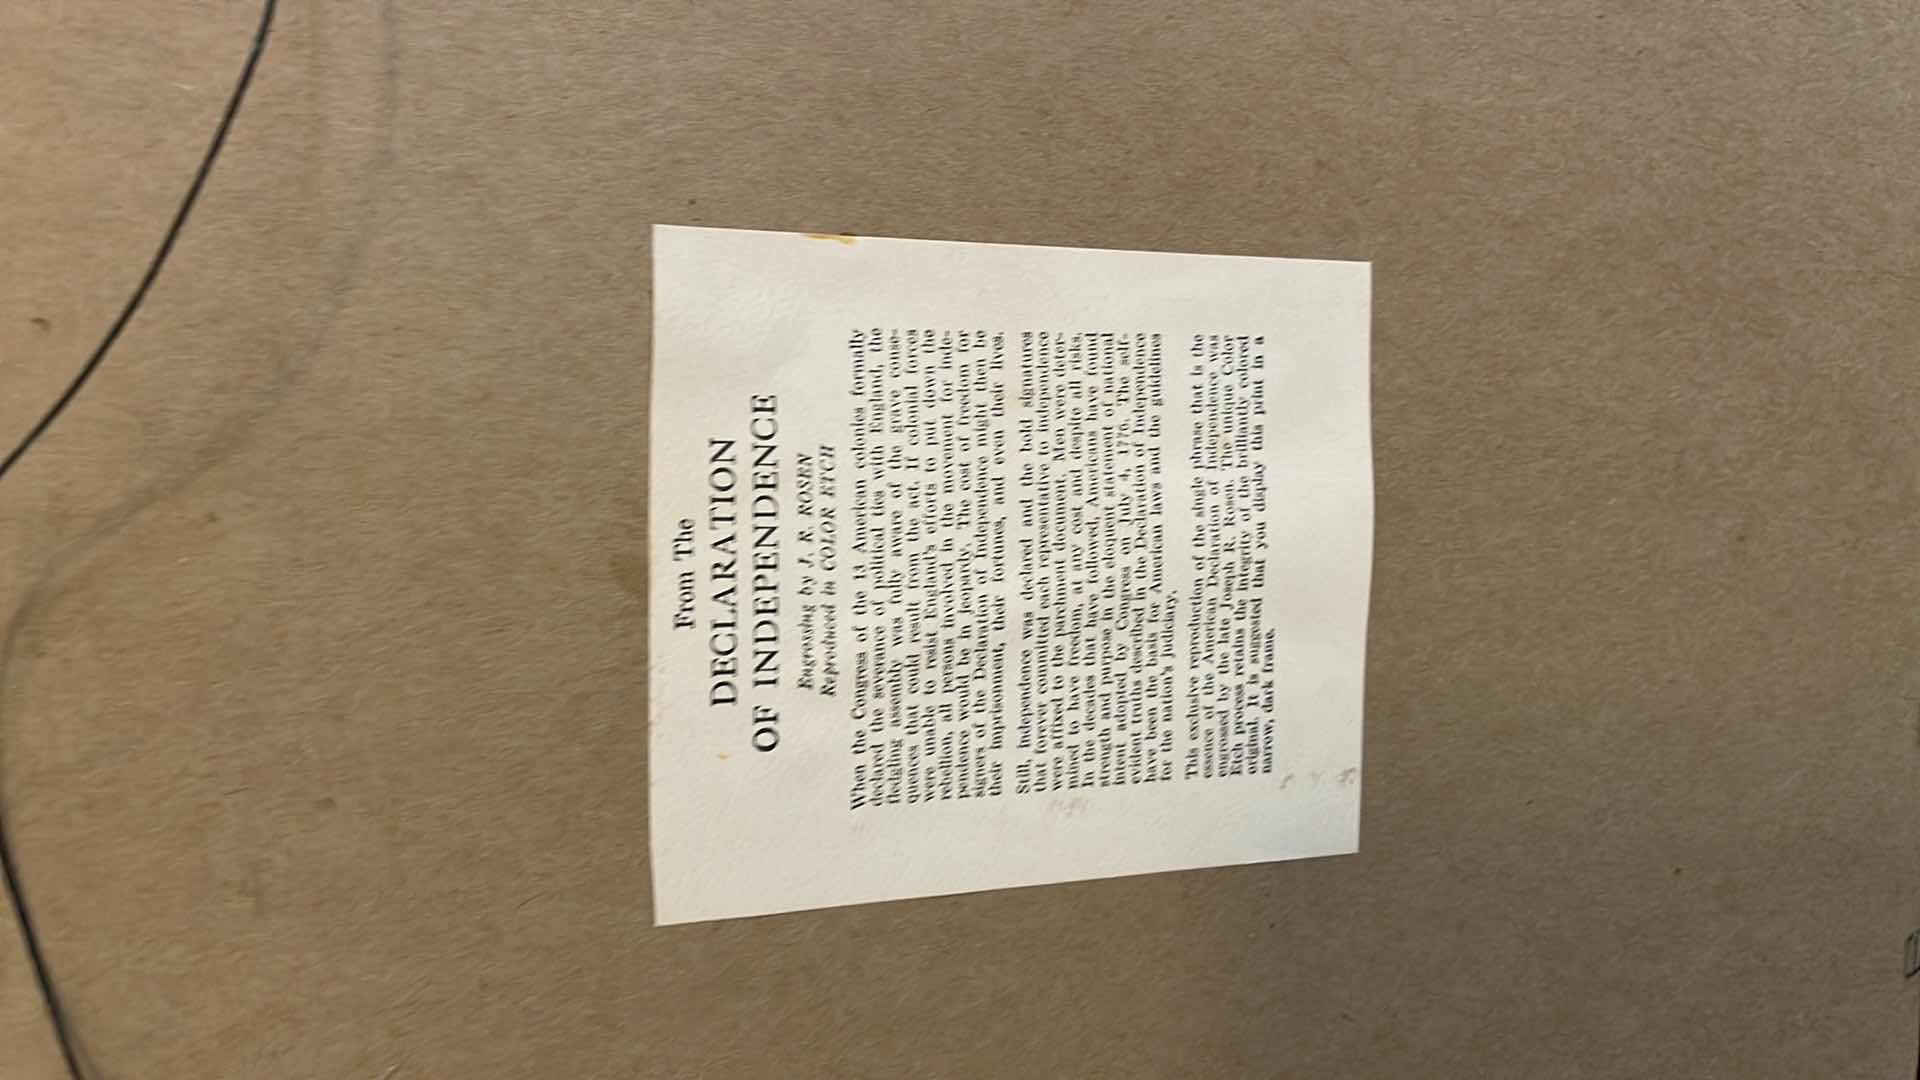 From The
DECLARATION
OF INDEPENDENCE
Engrossing by J. R. ROSEN
Reproduced in COLOR ETCH
When the Congress of the 13 American colonies formally
declared the severance of political ties with England, the
fledging assembly was fully aware of the grave conse-
quences that could result from the act. If colonial forces
were unable to resist England's efforts to put down the
rebellion, all persons involved in the movement for inde-
pendence would be in jeopardy. The cost of freedom for
signers of the Declaration of Independence might then be
their imprisonment, their fortunes, and even their lives.
Still, independence was declared and the bold signatures
that forever committed each representative to independence
were affixed to the parchment document. Men were deter-
mined to have freedom, at any cost and despite all risks.
In the decades that have followed, Americans have found
strength and purpose in the eloquent statement of national
intent adopted by Congress on July 4, 1776. The self-
evident truths described in the Declaration of Independence
have been the basis for American laws and the guidelines
for the nation's judiciary.
This exclusive reproduction of the single phrase that is the
essence of the American Declaration of Independence was
engrossed by the late Joseph R. Rosen. The unique Color
Etch process retains the integrity of the brilliantly colored
original. It is suggested that you display this print in a
narrow, dark frame.